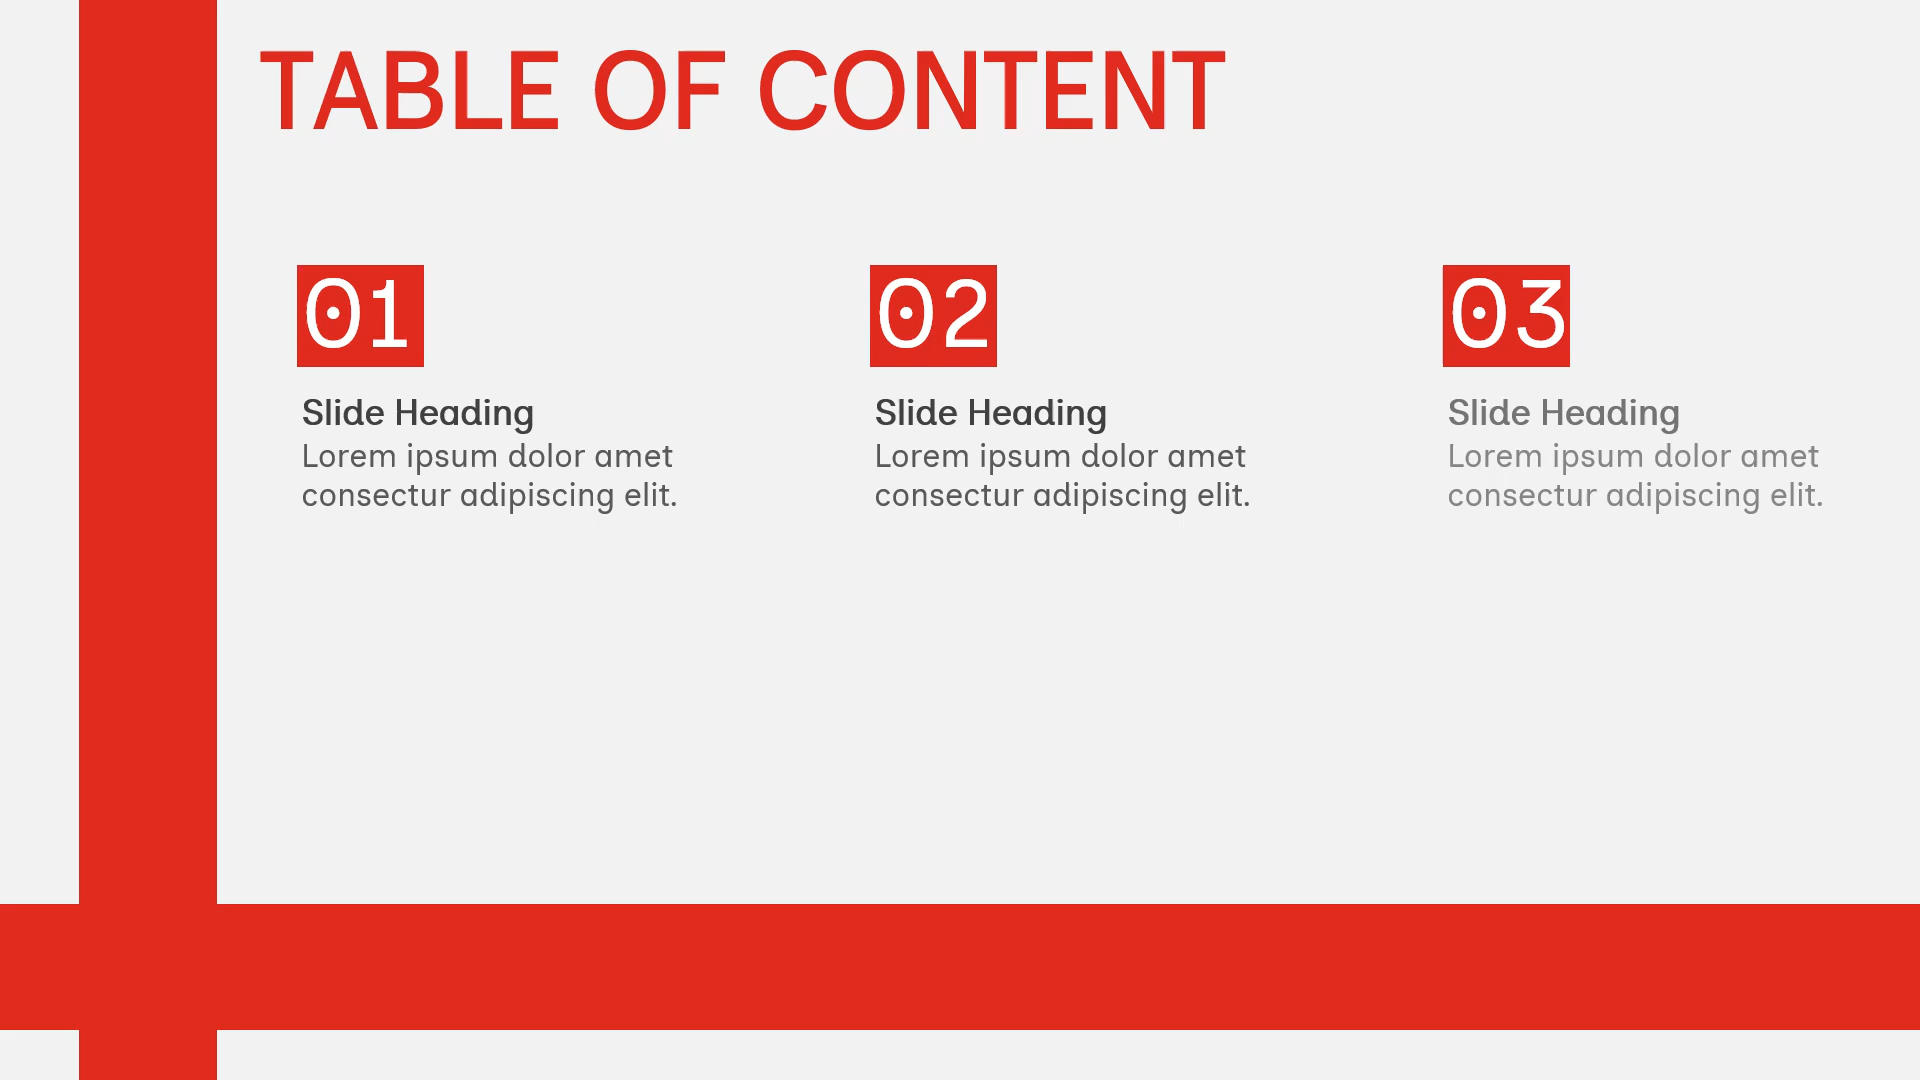 TABLE OF CONTENT
01
Slide Heading
Lorem ipsum dolor amet
consectur adipiscing elit.
02
Slide Heading
Lorem ipsum dolor amet
consectur adipiscing elit.
03
Slide Heading
Lorem ipsum dolor amet
consectur adipiscing elit.